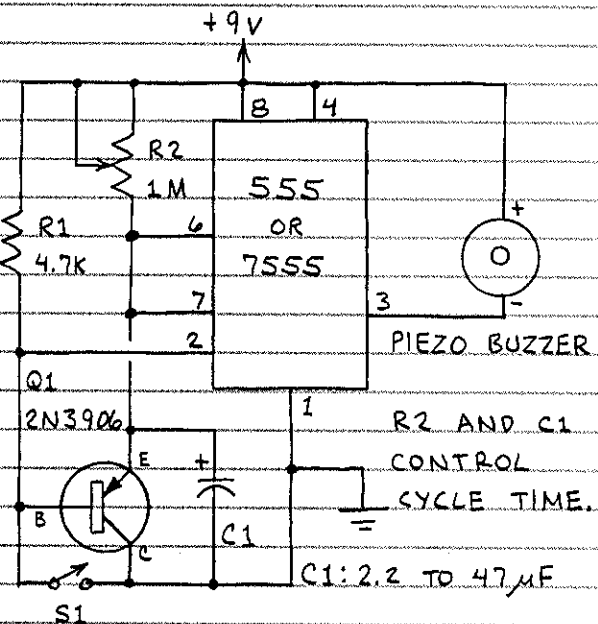 +9V
8 4
R2
1M
555
OR
7555
6
R1
4.7K
7
3
2
+
-
PIEZO BUZZER
Q1
2N3906
1
R2 AND C1
CONTROL
CYCLE TIME.
E
+
B
C
C1
C1: 2.2 TO 47µF
S1